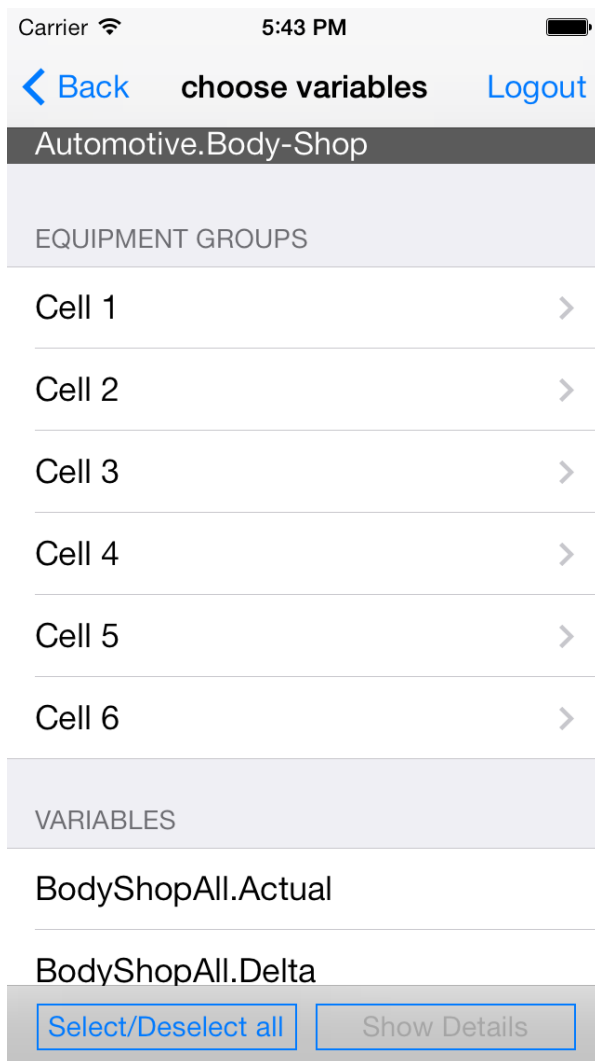 Carrier 5:43 PM
Back choose variables Logout
Automotive.Body-Shop
EQUIPMENT GROUPS
Cell 1
Cell 2
Cell 3
Cell 4
Cell 5
Cell 6
VARIABLES
BodyShopAll.Actual
BodyShopAll.Delta
Select/Deselect all Show Details